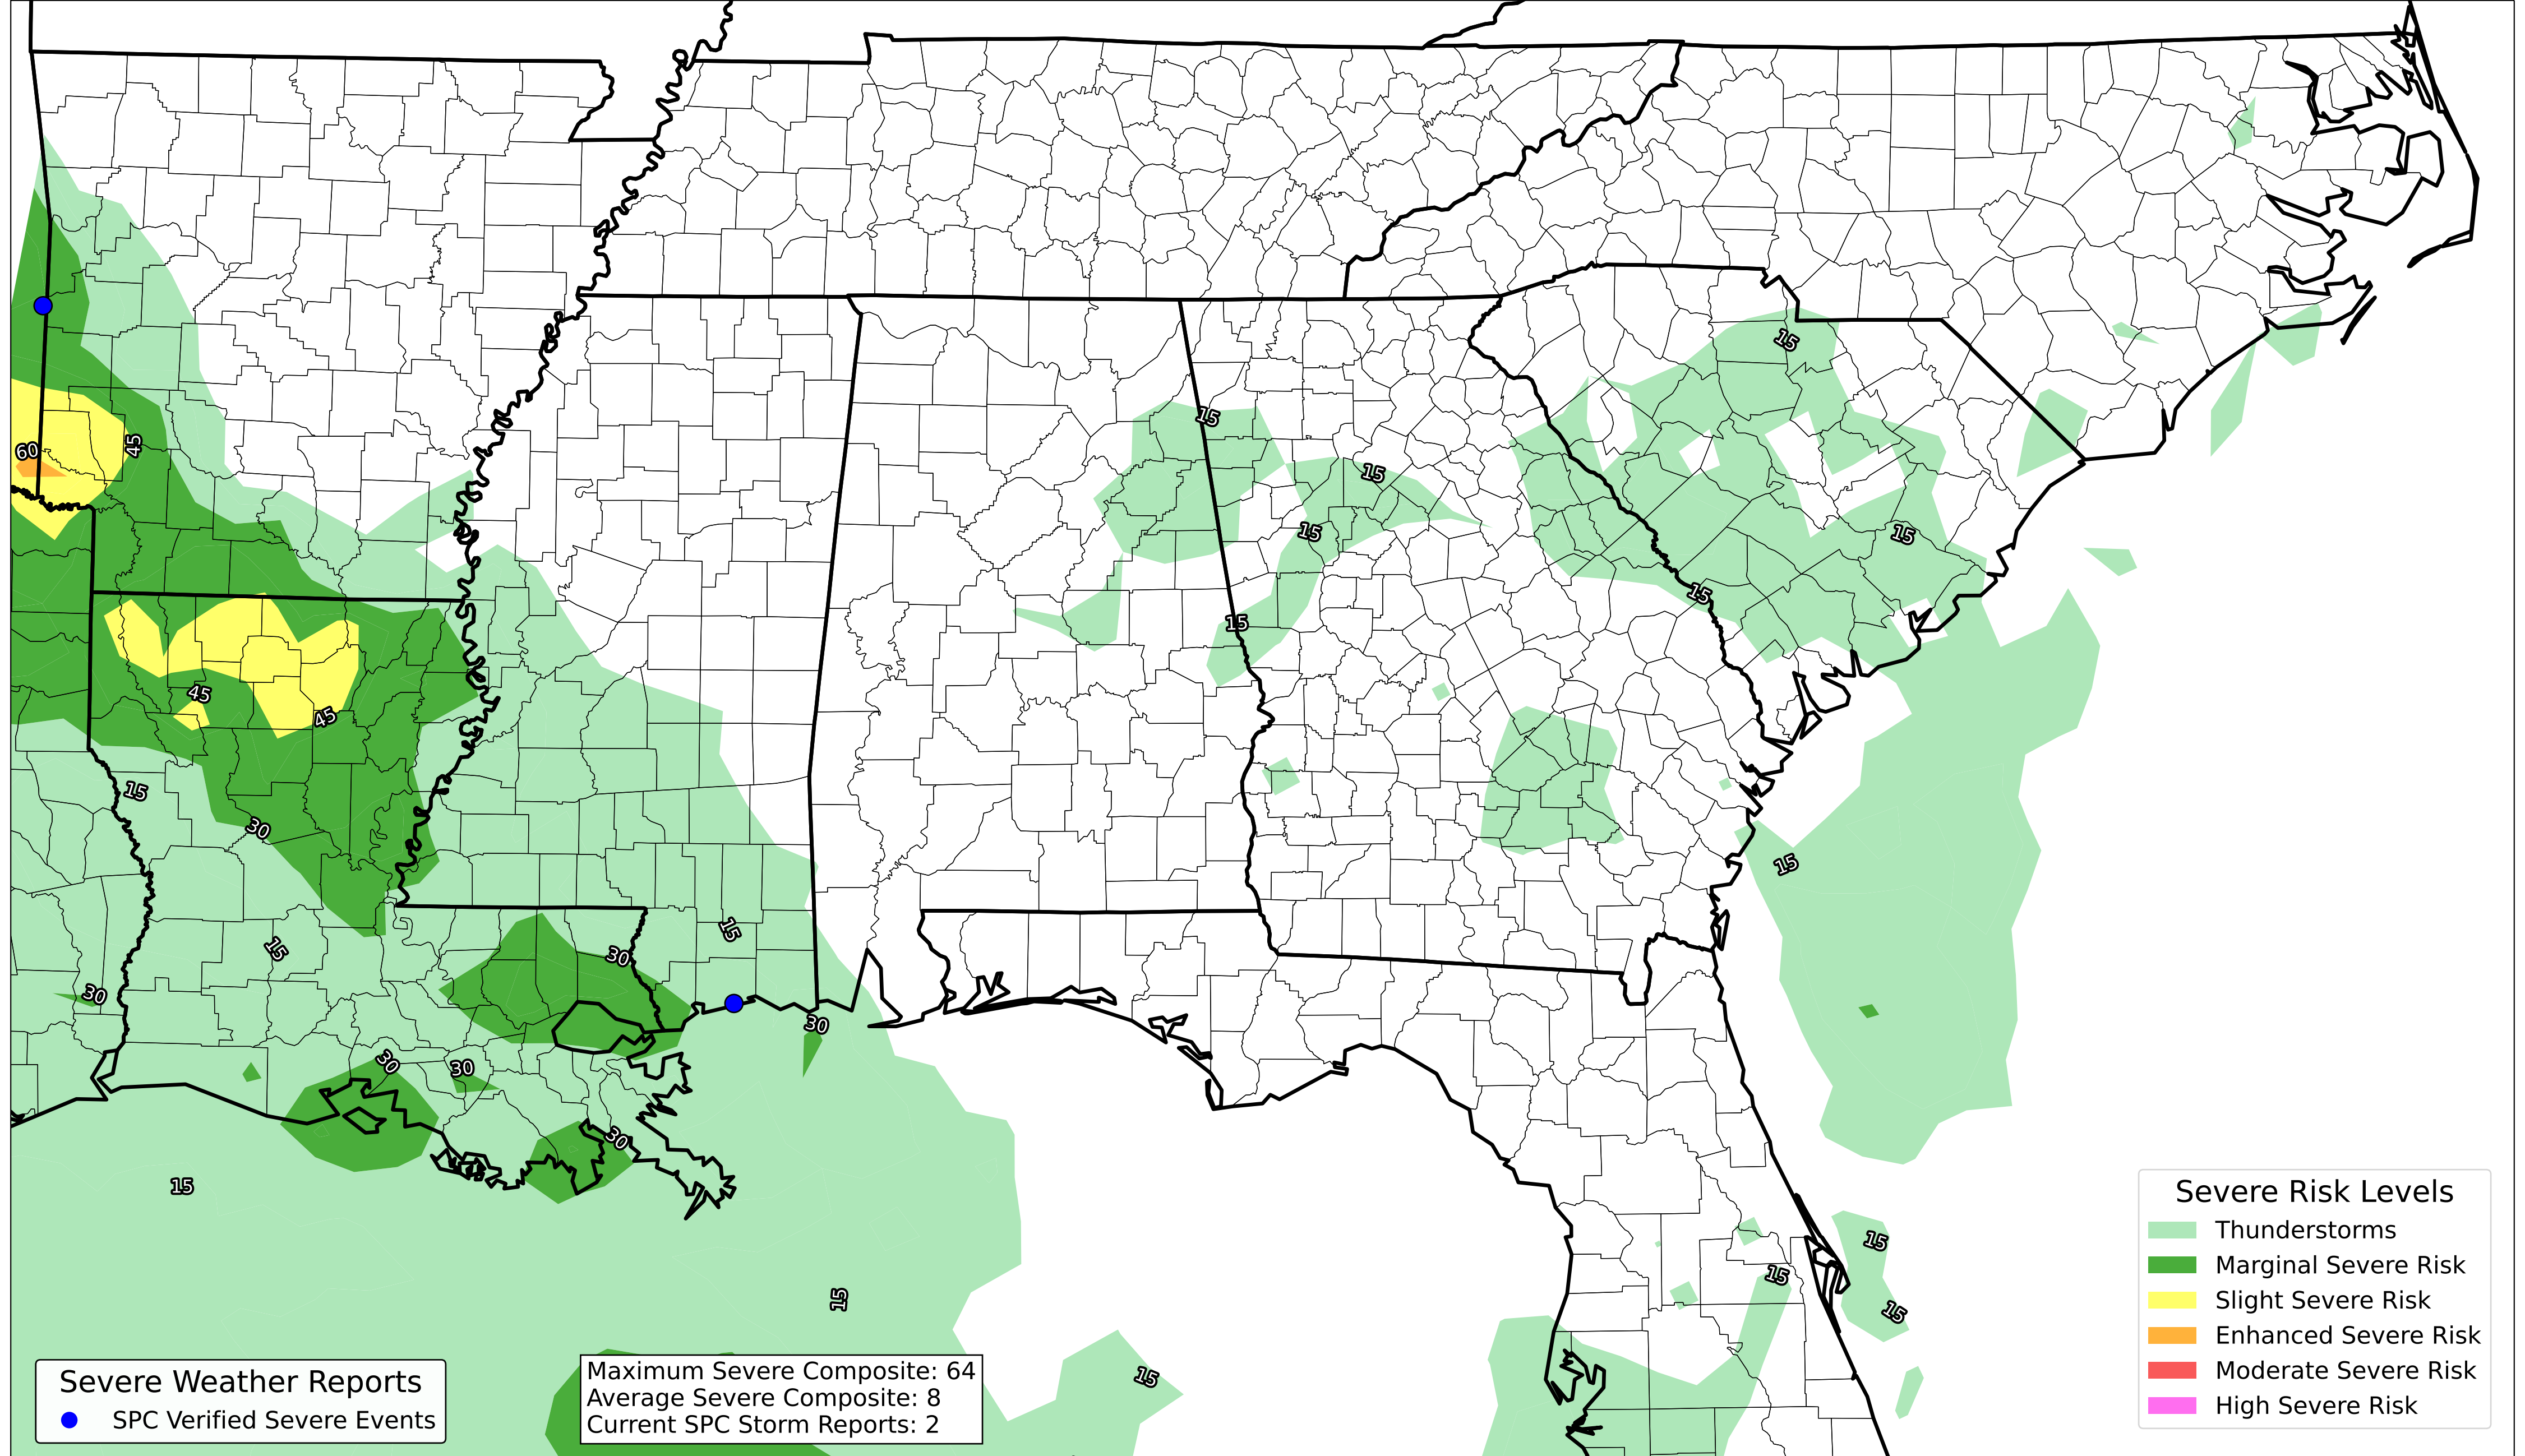 15
15
15
60
45
15
15
15
15
45
45
15
30
15
15
30
15
30
30
30
30
30
15
15
15
15
15
15
Severe Risk Levels
Thunderstorms
Marginal Severe Risk
Slight Severe Risk
Enhanced Severe Risk
Moderate Severe Risk
High Severe Risk
Severe Weather Reports
SPC Verified Severe Events
Maximum Severe Composite: 64
Average Severe Composite: 8
Current SPC Storm Reports: 2